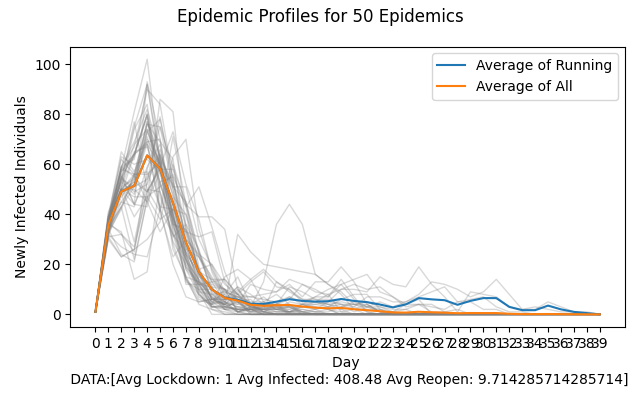 Epidemic Profiles for 50 Epidemics
Average of Running
Average of All
Newly Infected Individuals
100
80
60
40
20
0
0 1 2 3 4 5 6 7 8 9 10 11 12 13 14 15 16 17 18 19 20 21 22 23 24 25 26 27 28 29 30 31 32 33 34 35 36 37 38 39
Day
DATA:[Avg Lockdown: 1 Avg Infected: 408.48 Avg Reopen: 9.714285714285714]